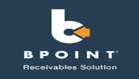 BPOINT
Receivables Solution